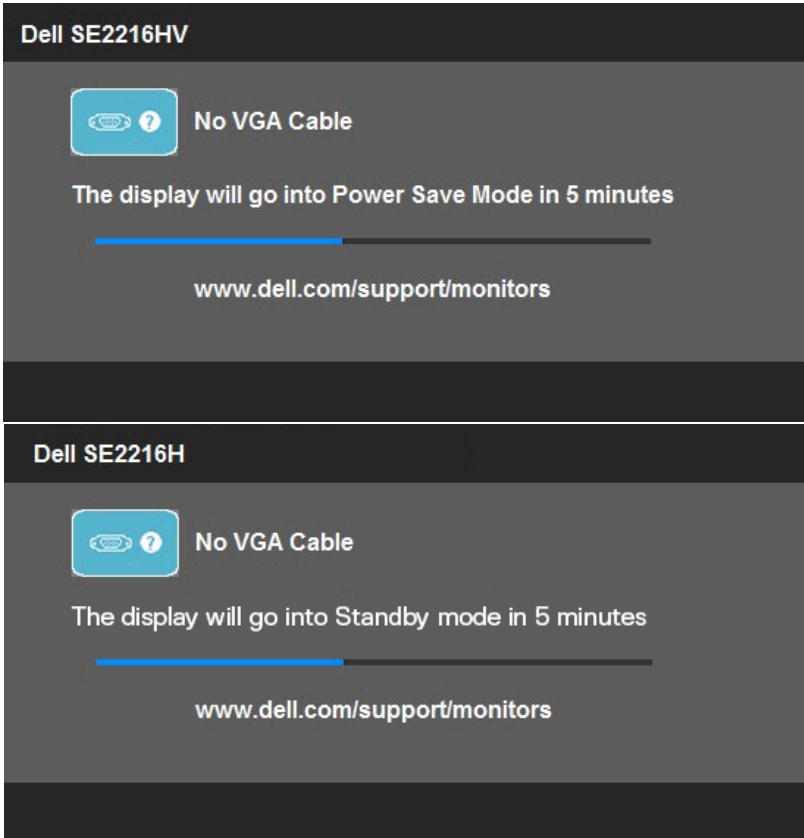 Dell SE2216HV
?
No VGA Cable
The display will go into Power Save Mode in 5 minutes
www.dell.com/support/monitors
Dell SE2216H
?
No VGA Cable
The display will go into Standby mode in 5 minutes
www.dell.com/support/monitors